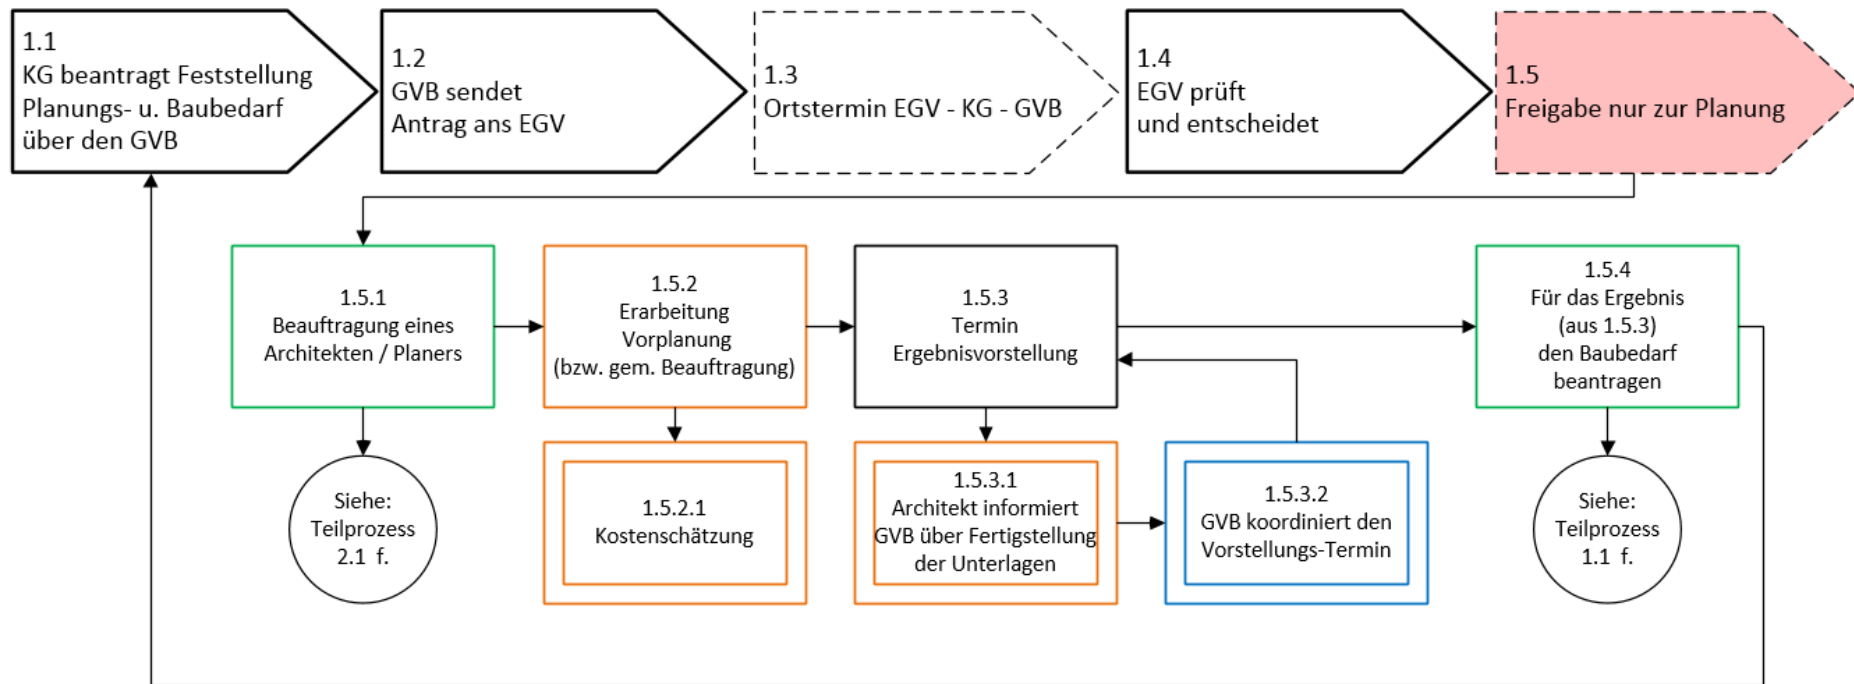 1.1
KG beantragt Feststellung
Planungs- u. Baubedarf
über den GVB
1.2
GVB sendet
Antrag ans EGV
1.3
Ortstermin EGV - KG - GVB
1.4
EGV prüft
und entscheidet
1.5
Freigabe nur zur Planung
1.5.1
Beauftragung eines
Architekten / Planers
1.5.2
Erarbeitung
Vorplanung
(bzw. gem. Beauftragung)
1.5.3
Termin
Ergebnisvorstellung
1.5.4
Für das Ergebnis
(aus 1.5.3)
den Baubedarf
beantragen
Siehe:
Teilprozess
2.1 f.
1.5.2.1
Kostenschätzung
1.5.3.1
Architekt informiert
GVB über Fertigstellung
der Unterlagen
1.5.3.2
GVB koordiniert den
Vorstellungs-Termin
Siehe:
Teilprozess
1.1 f.